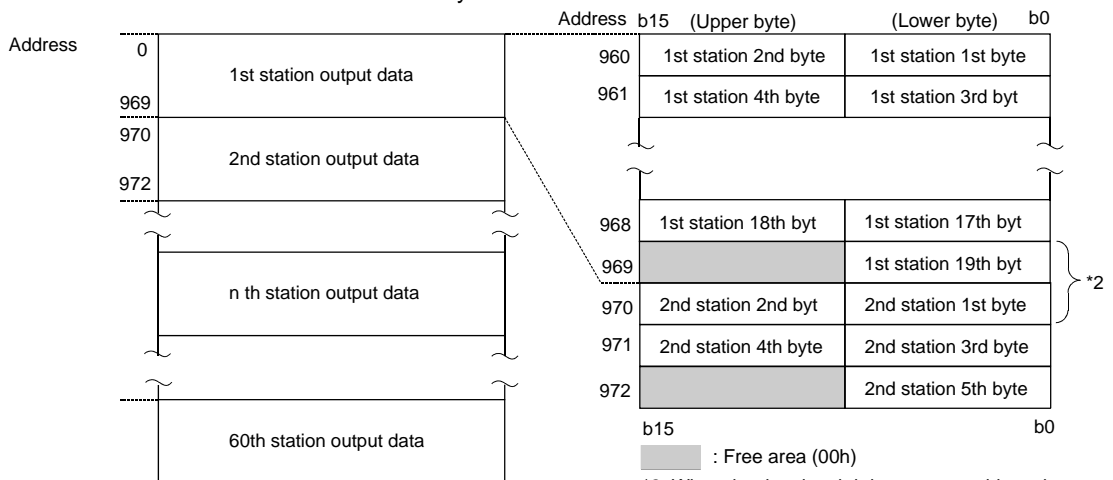 Address
0
1st station output data
969
970
2nd station output data
972
n th station output data
60th station output data
Address b15 (Upper byte) (Lower byte) b0
960 1st station 2nd byte 1st station 1st byte
961 1st station 4th byte 1st station 3rd byt
968 1st station 18th byt 1st station 17th byt
969 1st station 19th byt
*2
970 2nd station 2nd byt 2nd station 1st byte
971 2nd station 4th byte 2nd station 3rd byte
972 2nd station 5th byte
b15 b0
: Free area (00h)